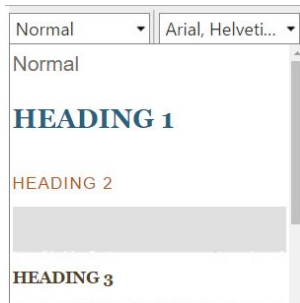 Normal Arial, Helveti...
Normal
HEADING 1
HEADING 2
HEADING 3